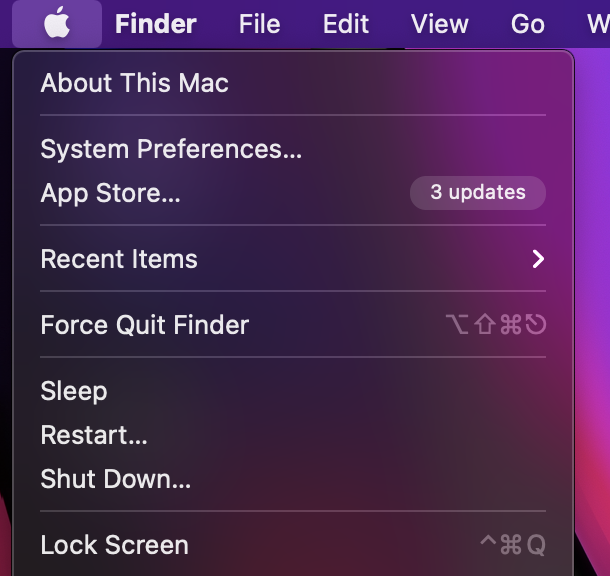 Finder File Edit View Go
About This Mac
System Preferences...
App Store... 3 updates
Recent Items
Force Quit Finder ⌥⇧⌘⎋
Sleep
Restart...
Shut Down...
Lock Screen ^⌘Q